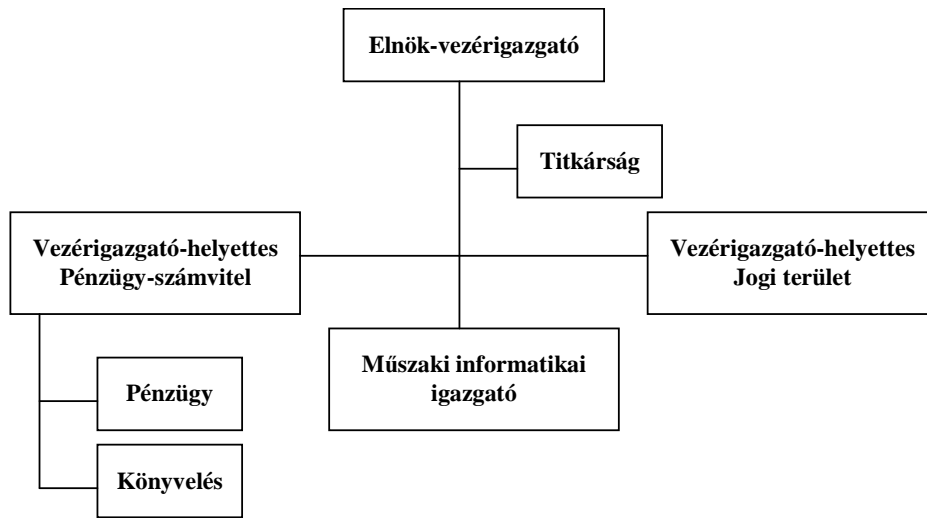 Elnök-vezérigazgató
Titkárság
Vezérigazgató-helyettes
Pénzügy-számvitel
Vezérigazgató-helyettes
Jogi terület
Műszaki informatikai
igazgató
Pénzügy
Könyvelés